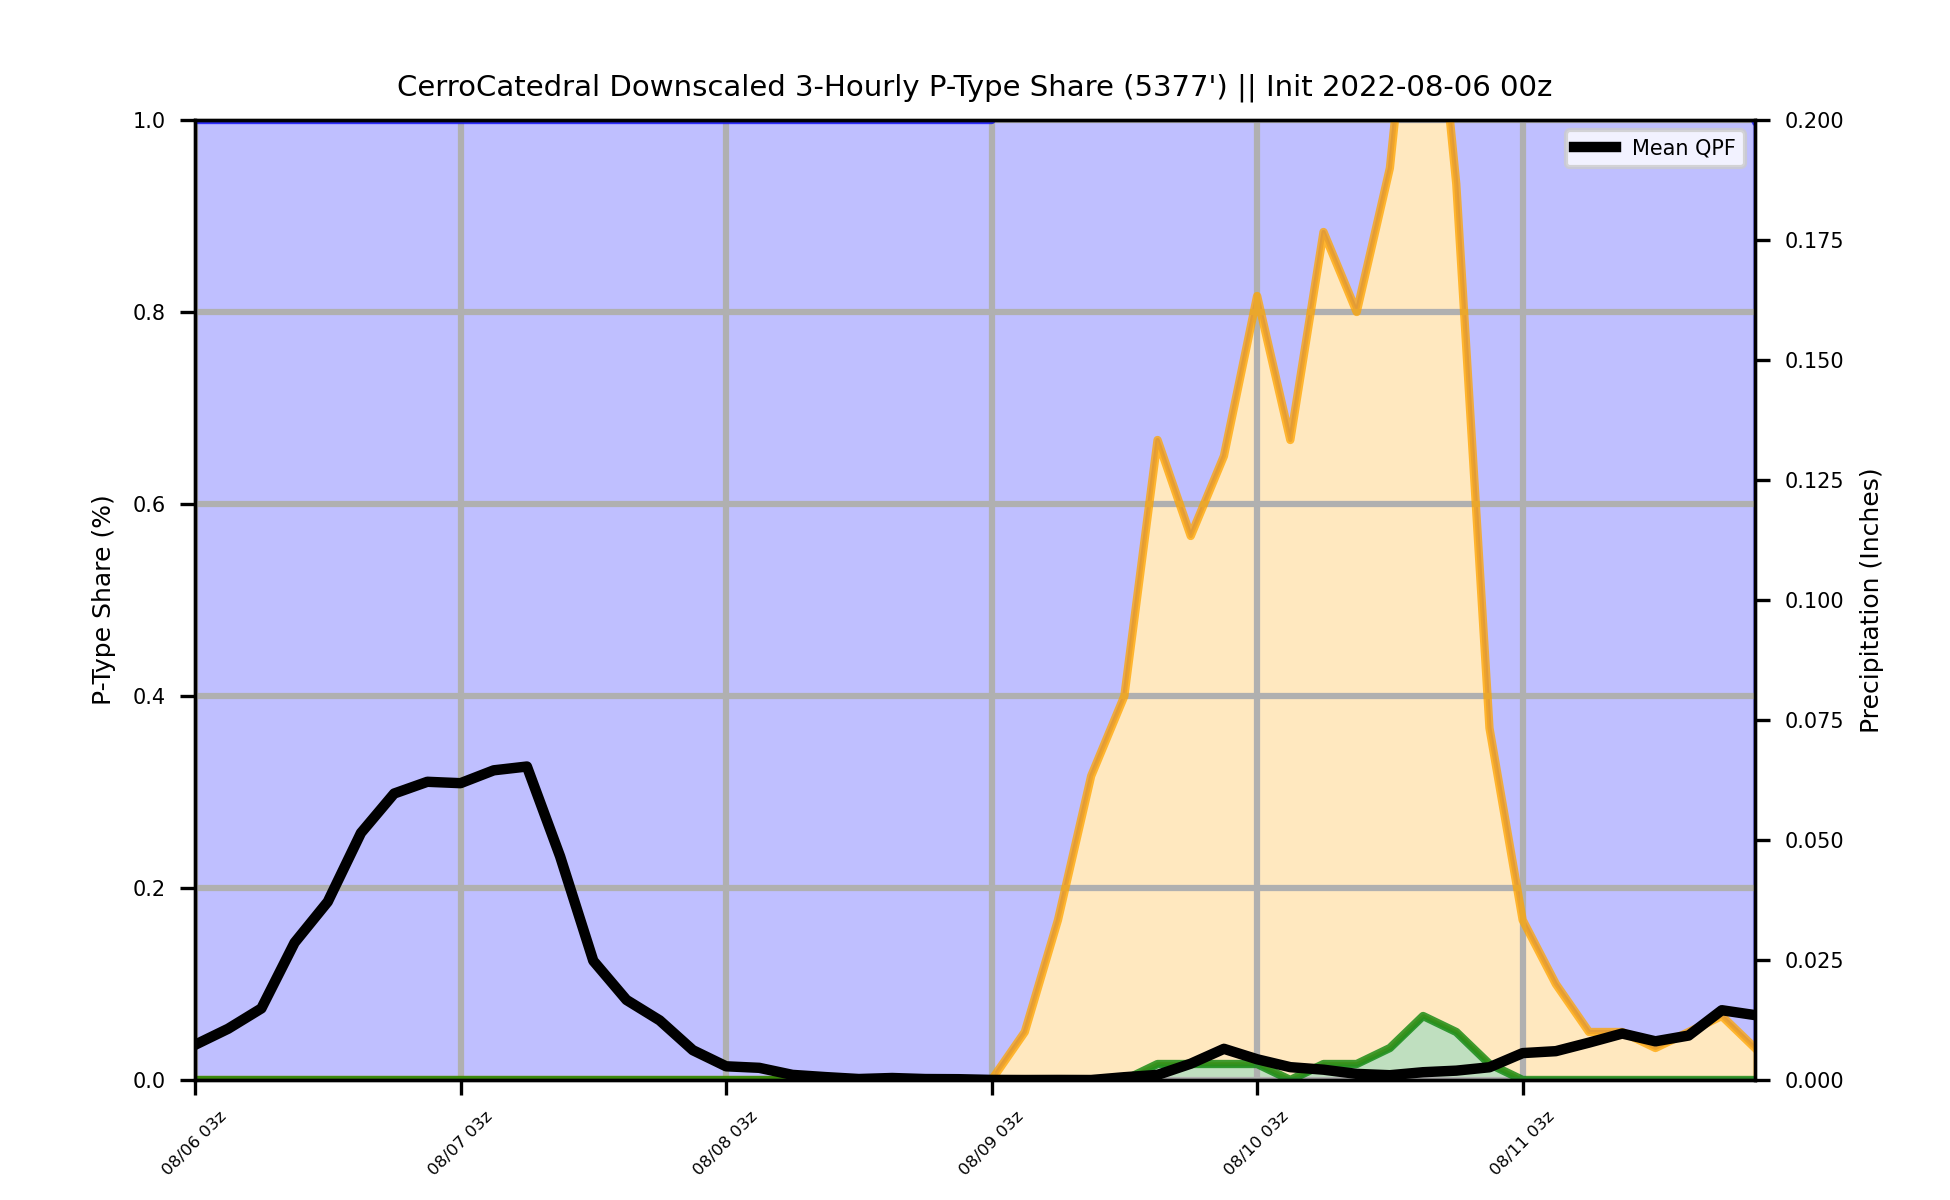 CerroCatedral Downscaled 3-Hourly P-Type Share (5377') || Init 2022-08-06 00z
Mean QPF
P-Type Share (%)
1.0
0.8
0.6
0.4
0.2
0.0
0.200
0.175
0.150
0.125
0.100
0.075
0.050
0.025
0.000
Precipitation (Inches)
08/06 03z
08/07 03z
08/08 03z
08/09 03z
08/10 03z
08/11 03z